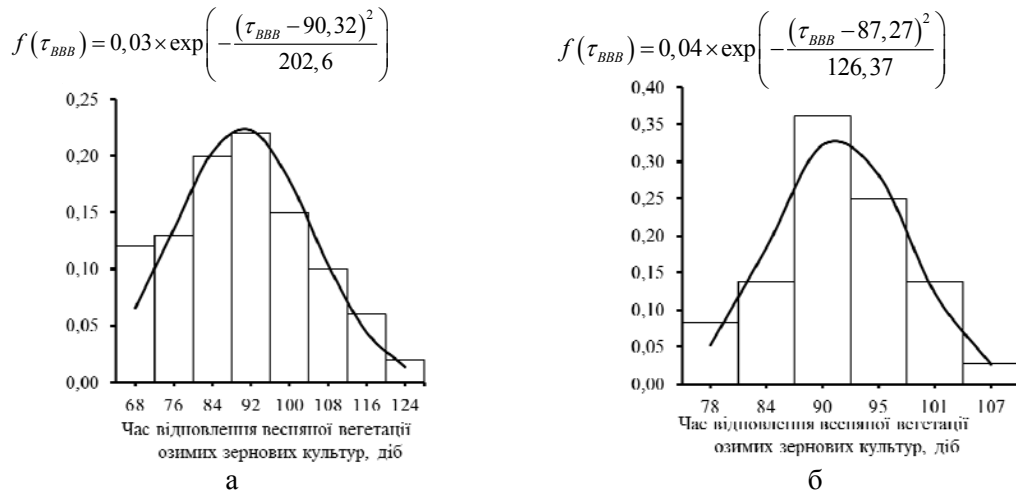 f(τ_BBB) = 0,03 × exp(-(τ_BBB − 90,32)² / 202,6)
0,25
0,20
0,15
0,10
0,05
0,00
68 76 84 92 100 108 116 124
Час відновлення весняної вегетації
озимих зернових культур, діб
а
f(τ_BBB) = 0,04 × exp(-(τ_BBB − 87,27)² / 126,37)
0,40
0,35
0,30
0,25
0,20
0,15
0,10
0,05
0,00
78 84 90 95 101 107
Час відновлення весняної вегетації
озимих зернових культур, діб
б